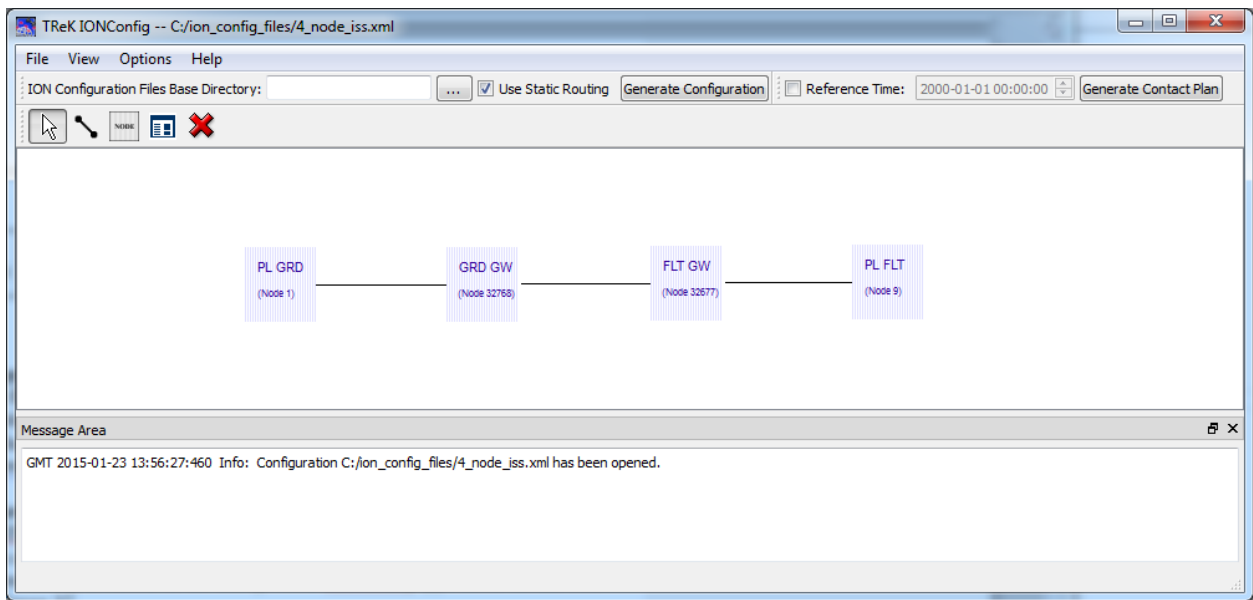 TReK IONConfig -- C:/ion_config_files/4_node_iss.xml
File View Options Help
ION Configuration Files Base Directory: ... Use Static Routing Generate Configuration Reference Time: 2000-01-01 00:00:00 Generate Contact Plan
NODE
PL GRD
(Node 1)
GRD GW
(Node 32768)
FLT GW
(Node 32677)
PL FLT
(Node 9)
Message Area
GMT 2015-01-23 13:56:27:460 Info: Configuration C:/ion_config_files/4_node_iss.xml has been opened.